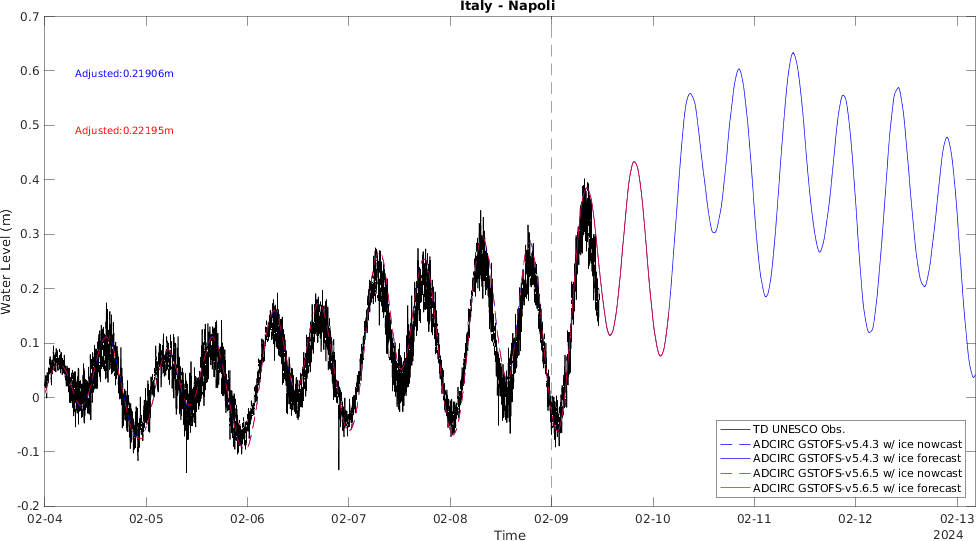 Italy - Napoli
0.7
0.6
0.5
0.4
0.3
0.2
0.1
0
-0.1
-0.2
Water Level (m)
Adjusted:0.21906m
Adjusted:0.22195m
TD UNESCO Obs.
ADCIRC GSTOFS-v5.4.3 w/ ice nowcast
ADCIRC GSTOFS-v5.4.3 w/ ice forecast
ADCIRC GSTOFS-v5.6.5 w/ ice nowcast
ADCIRC GSTOFS-v5.6.5 w/ ice forecast
02-04 02-05 02-06 02-07 02-08 02-09 02-10 02-11 02-12 02-13
Time
2024